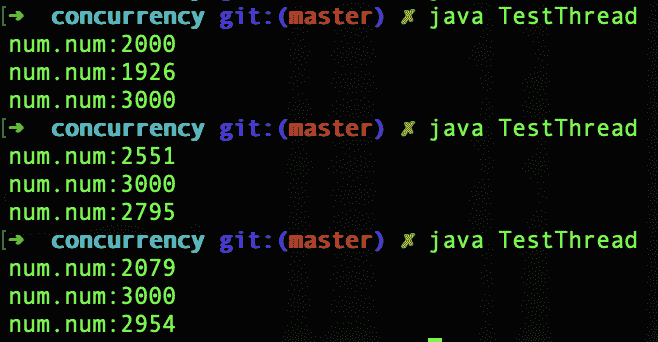 [➜  concurrency git:(master) ✗ java TestThread
num.num:2000
num.num:1926
num.num:3000
[➜  concurrency git:(master) ✗ java TestThread
num.num:2551
num.num:3000
num.num:2795
[➜  concurrency git:(master) ✗ java TestThread
num.num:2079
num.num:3000
num.num:2954